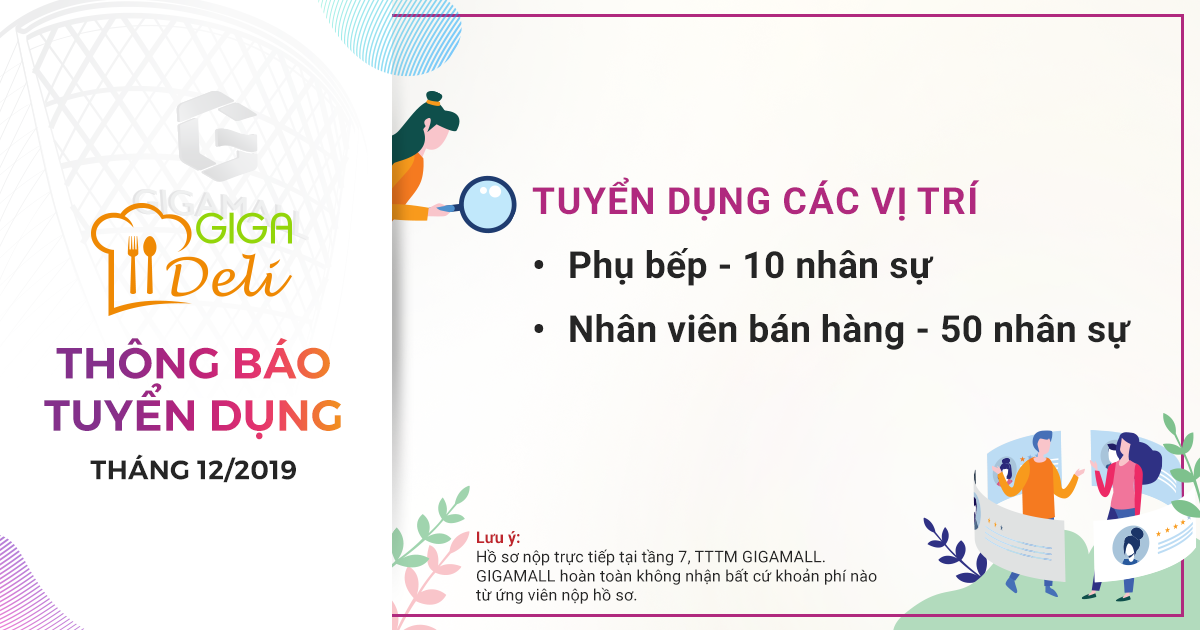 GIGAMALL
GIGA
Deli
THÔNG BÁO
TUYỂN DỤNG
THÁNG 12/2019
TUYỂN DỤNG CÁC VỊ TRÍ
• Phụ bếp - 10 nhân sự
• Nhân viên bán hàng - 50 nhân sự
Lưu ý:
Hồ sơ nộp trực tiếp tại tầng 7, TTTM GIGAMALL.
GIGAMALL hoàn toàn không nhận bất cứ khoản phí nào
từ ứng viên nộp hồ sơ.